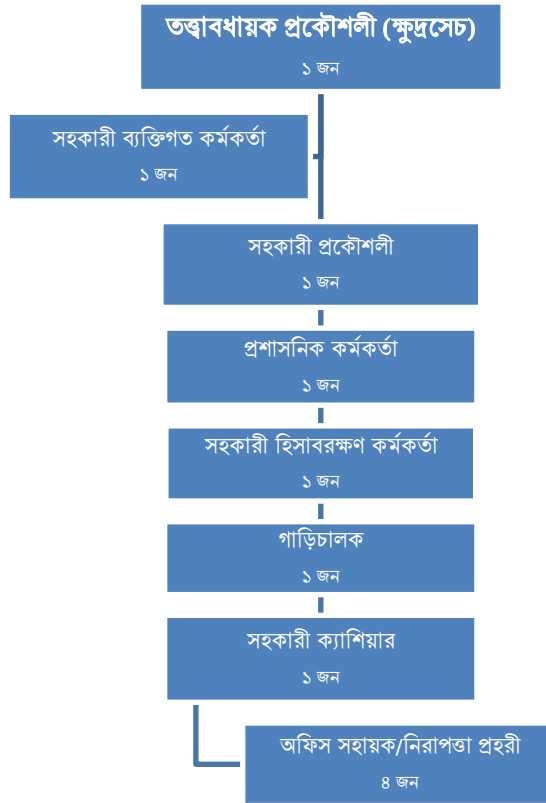 তত্ত্বাবধায়ক প্রকৌশলী (ক্ষুদ্রসেচ)
১ জন
সহকারী ব্যক্তিগত কর্মকর্তা
১ জন
সহকারী প্রকৌশলী
১ জন
প্রশাসনিক কর্মকর্তা
১ জন
সহকারী হিসাবরক্ষণ কর্মকর্তা
১ জন
গাড়িচালক
১ জন
সহকারী ক্যাশিয়ার
১ জন
অফিস সহায়ক/নিরাপত্তা প্রহরী
৪ জন